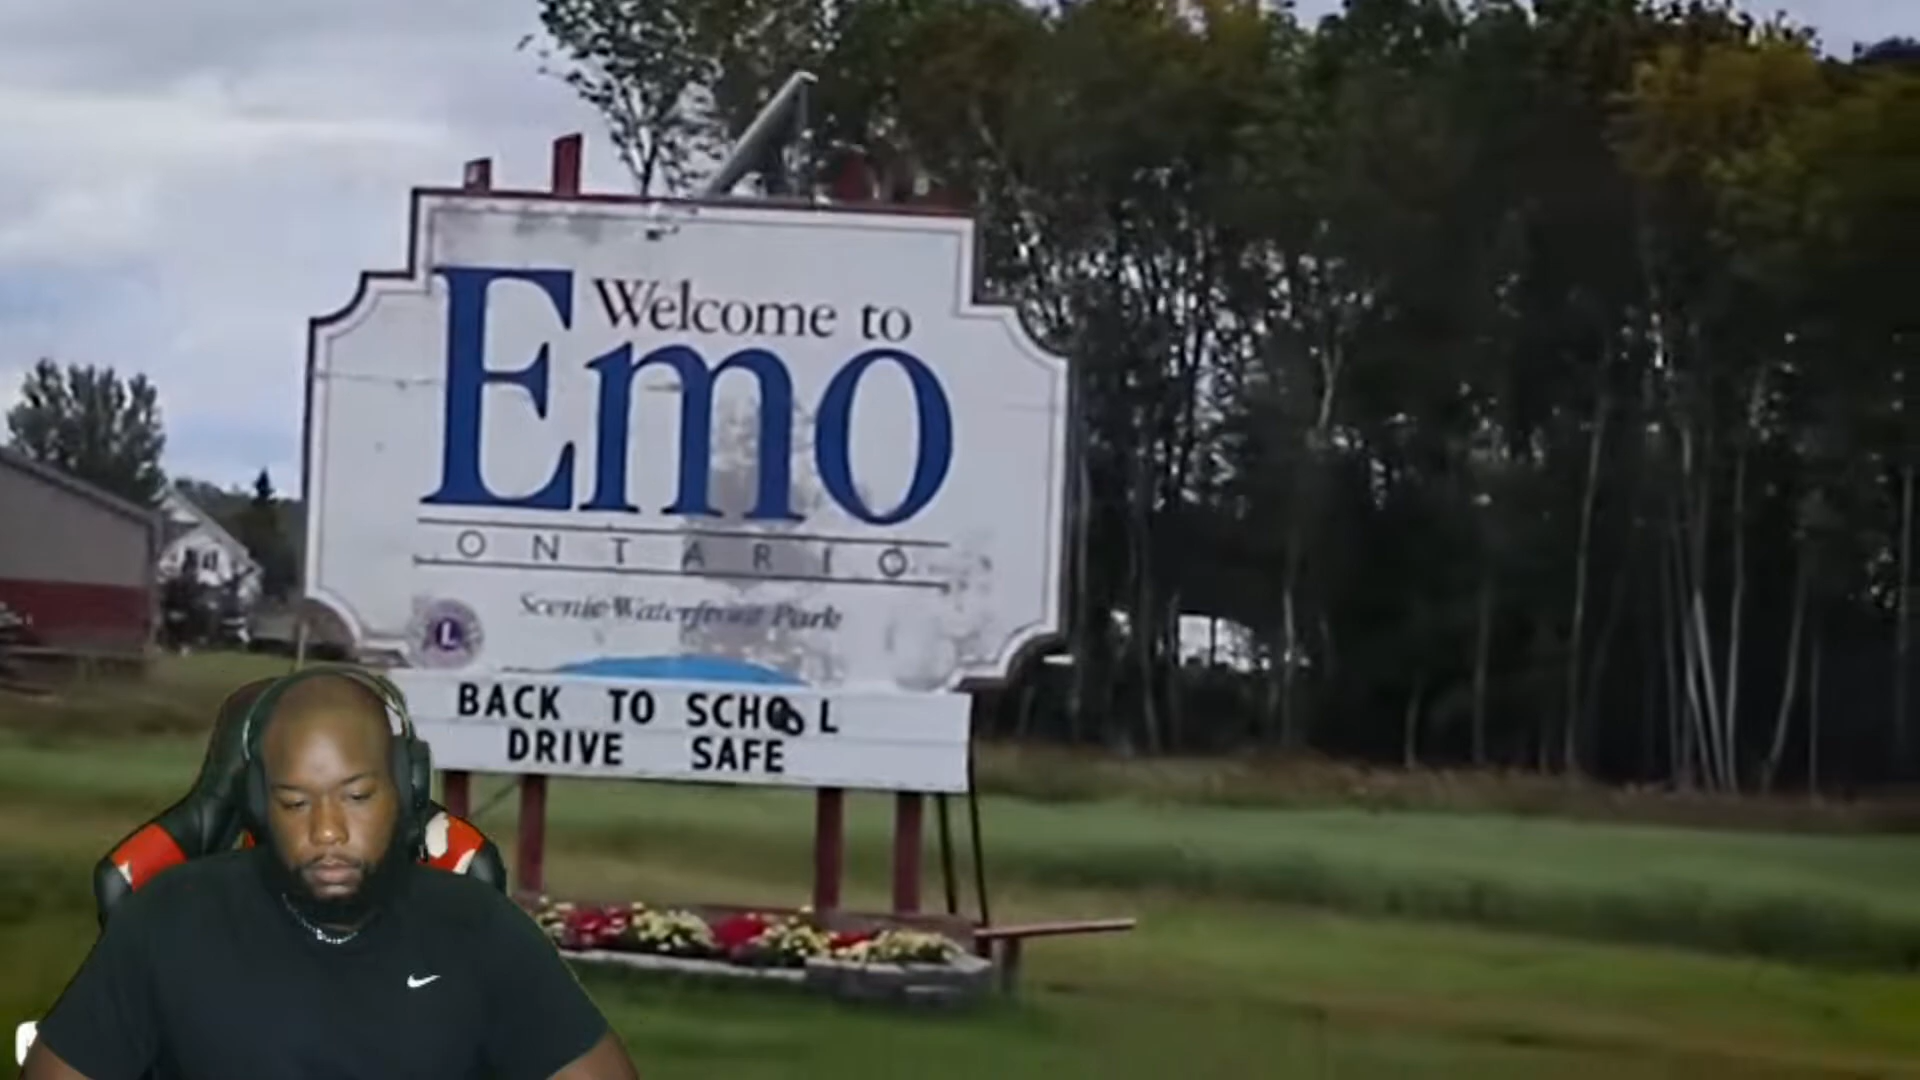 Welcome to
Emo
ONTARIO
Scenic Waterfront Park
L
BACK TO SCHOOL
DRIVE SAFE